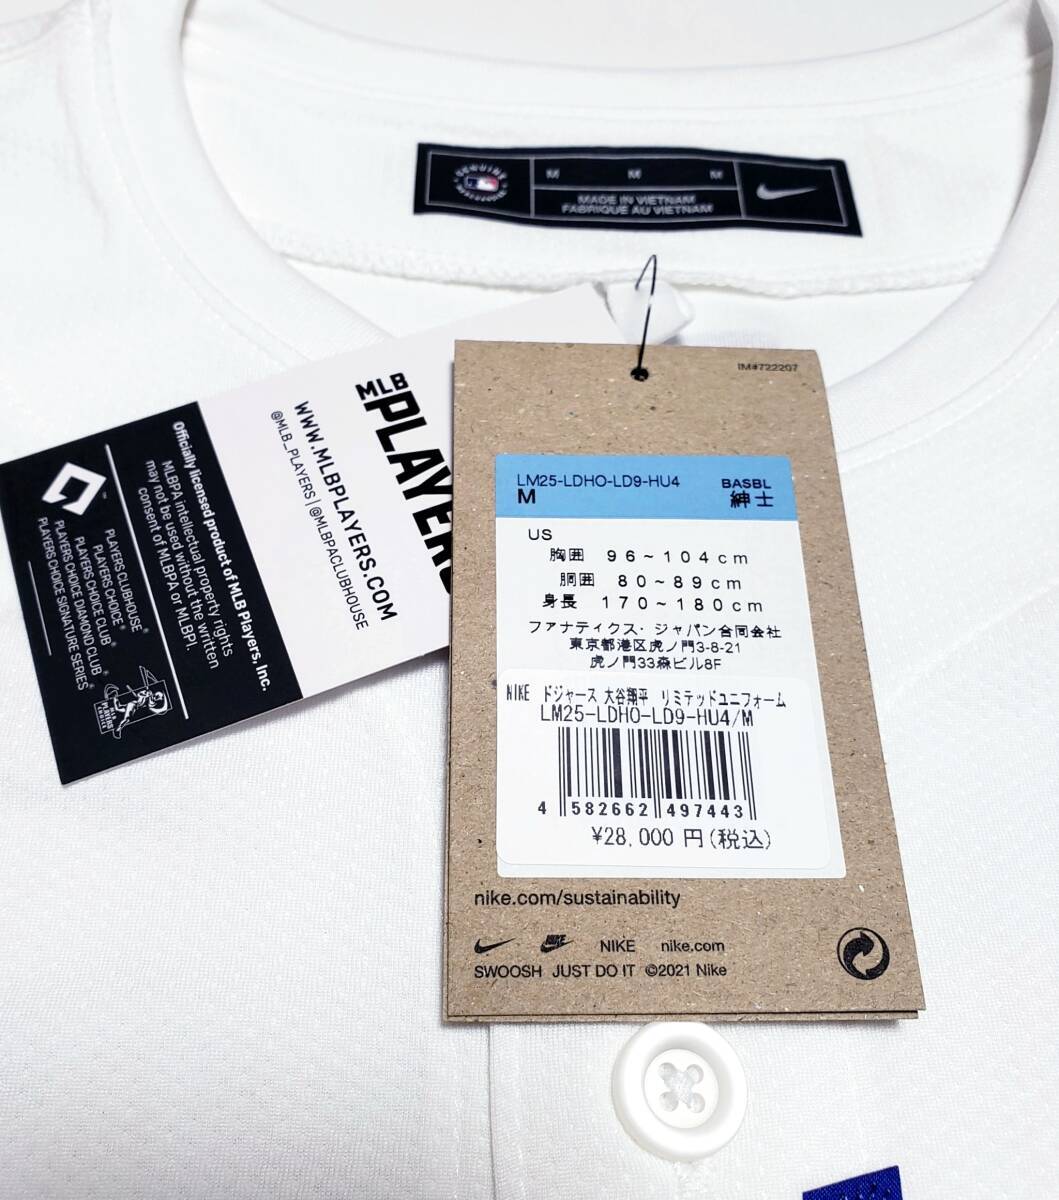 GENUINE
MERCHANDISE
M M M
MADE IN VIETNAM
FABRIQUÉ AU VIETNAM
MLB
PLAYERS
WWW.MLBPLAYERS.COM
@MLB_PLAYERS | @MLBPACLUBHOUSE
Officially licensed product of MLB Players, Inc.
MLBPA intellectual property rights
may not be used without the written
consent of MLBPA or MLBPI.
PLAYERS CLUBHOUSE®
PLAYERS CHOICE®
PLAYERS CHOICE CLUB®
PLAYERS CHOICE DIAMOND CLUB®
PLAYERS CHOICE SIGNATURE SERIES®
MLB
PLAYERS
CHOICE
IM#722207
LM25-LDHO-LD9-HU4 BASBL
M 紳士
US
胸囲 96~104cm
胴囲 80~89cm
身長 170~180cm
ファナティクス・ジャパン合同会社
東京都港区虎ノ門3-8-21
虎ノ門33森ビル8F
NIKE ドジャース 大谷翔平 リミテッドユニフォーム
LM25-LDHO-LD9-HU4/M
4 582662 497443
¥28,000 円(税込)
nike.com/sustainability
NIKE nike.com
SWOOSH JUST DO IT ©2021 Nike